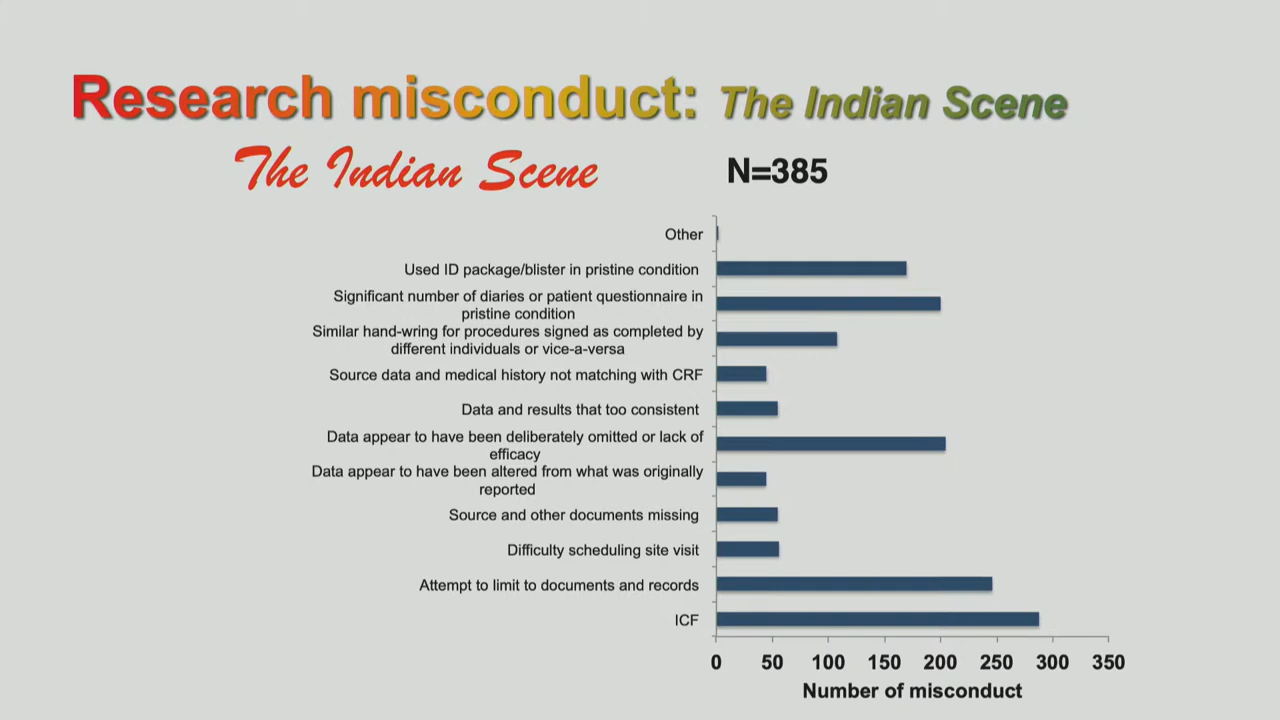 Research misconduct: The Indian Scene
The Indian Scene
N=385
Other
Used ID package/blister in pristine condition
Significant number of diaries or patient questionnaire in
pristine condition
Similar hand-wring for procedures signed as completed by
different individuals or vice-a-versa
Source data and medical history not matching with CRF
Data and results that too consistent
Data appear to have been deliberately omitted or lack of
efficacy
Data appear to have been altered from what was originally
reported
Source and other documents missing
Difficulty scheduling site visit
Attempt to limit to documents and records
ICF
0 50 100 150 200 250 300 350
Number of misconduct